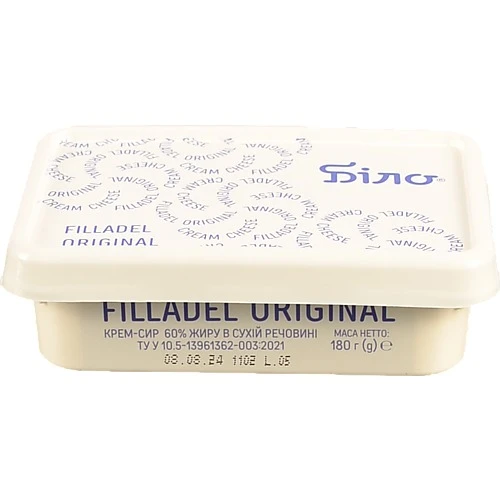 Біло®
FILLADEL
ORIGINAL
FILLADEL ORIGINAL
КРЕМ-СИР 60% ЖИРУ В СУХІЙ РЕЧОВИНІ
МАСА НЕТТО:
ТУ У 10.5-13961362-003:2021
180 г (g) ℮
08.08.24 1102 L.05